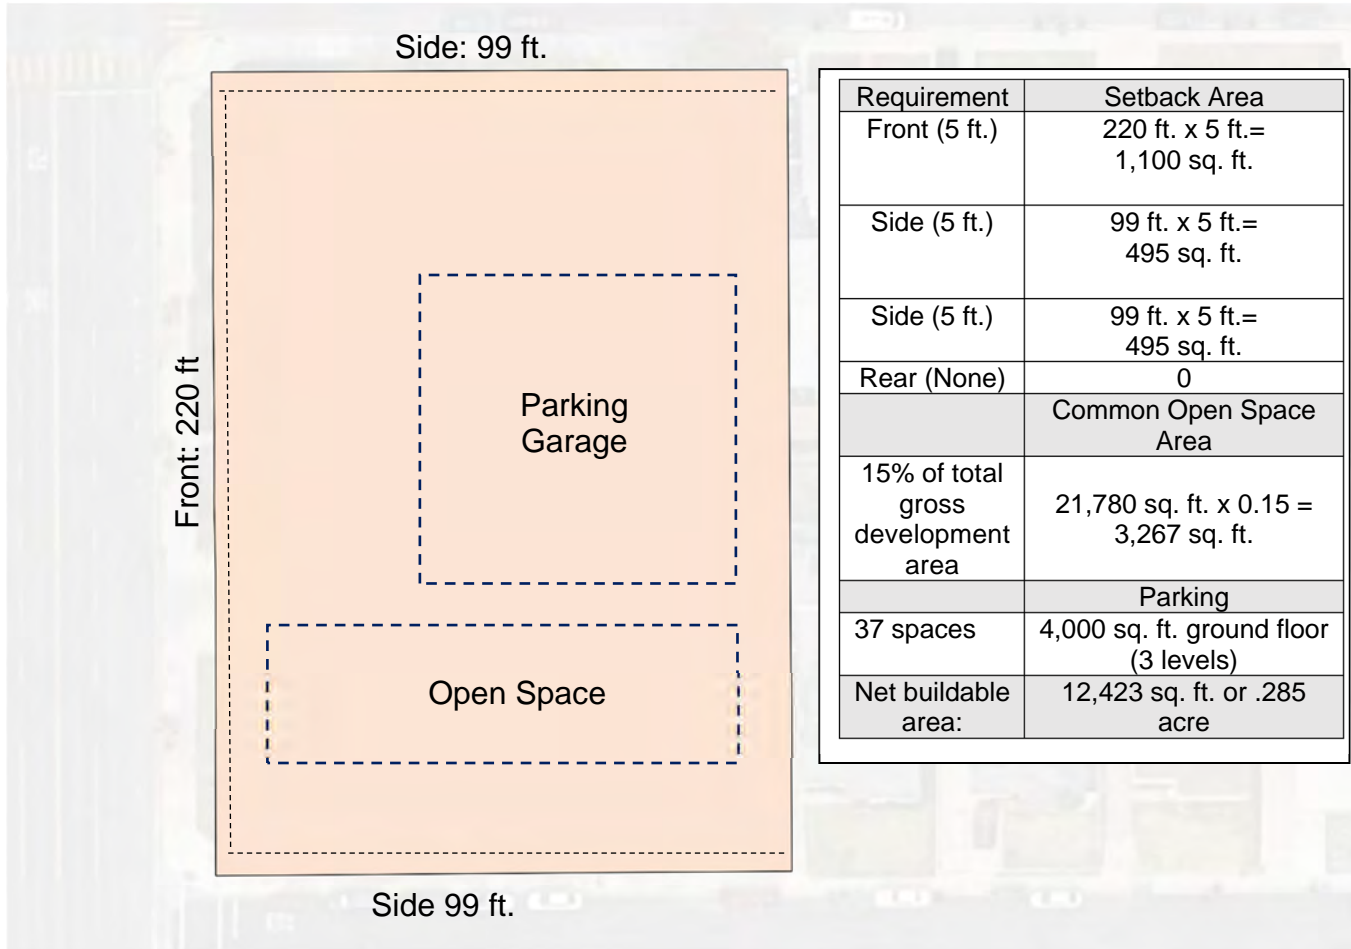 Side: 99 ft.
Front: 220 ft
Parking
Garage
Open Space
Side 99 ft.
Requirement Setback Area
Front (5 ft.) 220 ft. x 5 ft.=
1,100 sq. ft.
Side (5 ft.) 99 ft. x 5 ft.=
495 sq. ft.
Side (5 ft.) 99 ft. x 5 ft.=
495 sq. ft.
Rear (None) 0
Common Open Space
Area
15% of total
gross
development
area
21,780 sq. ft. x 0.15 =
3,267 sq. ft.
Parking
37 spaces 4,000 sq. ft. ground floor
(3 levels)
Net buildable
area:
12,423 sq. ft. or .285
acre